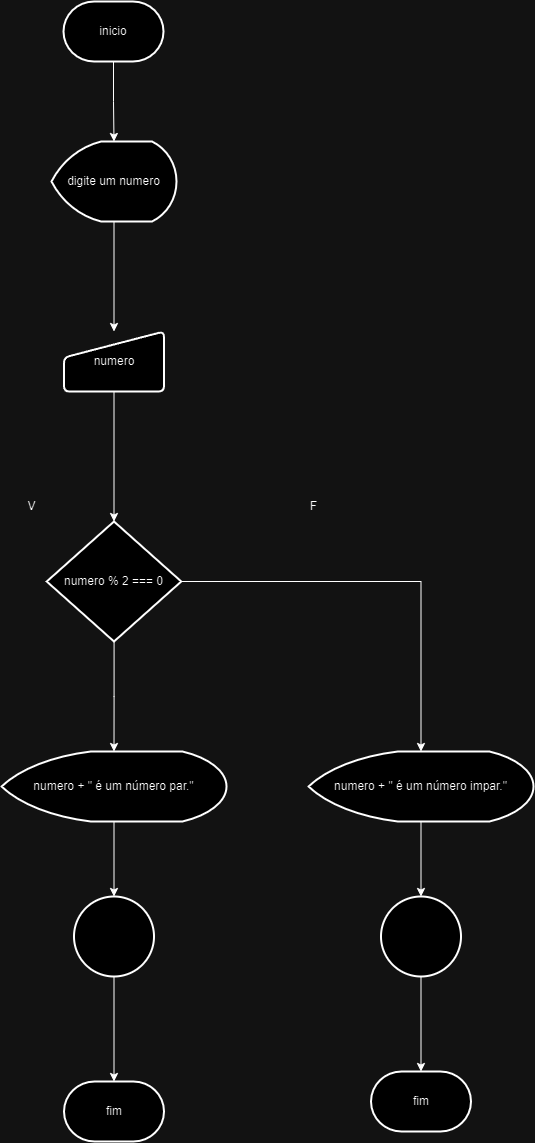 inicio
digite um numero
numero
V
F
numero % 2 === 0
numero + " é um número par."
numero + " é um número impar."
fim
fim